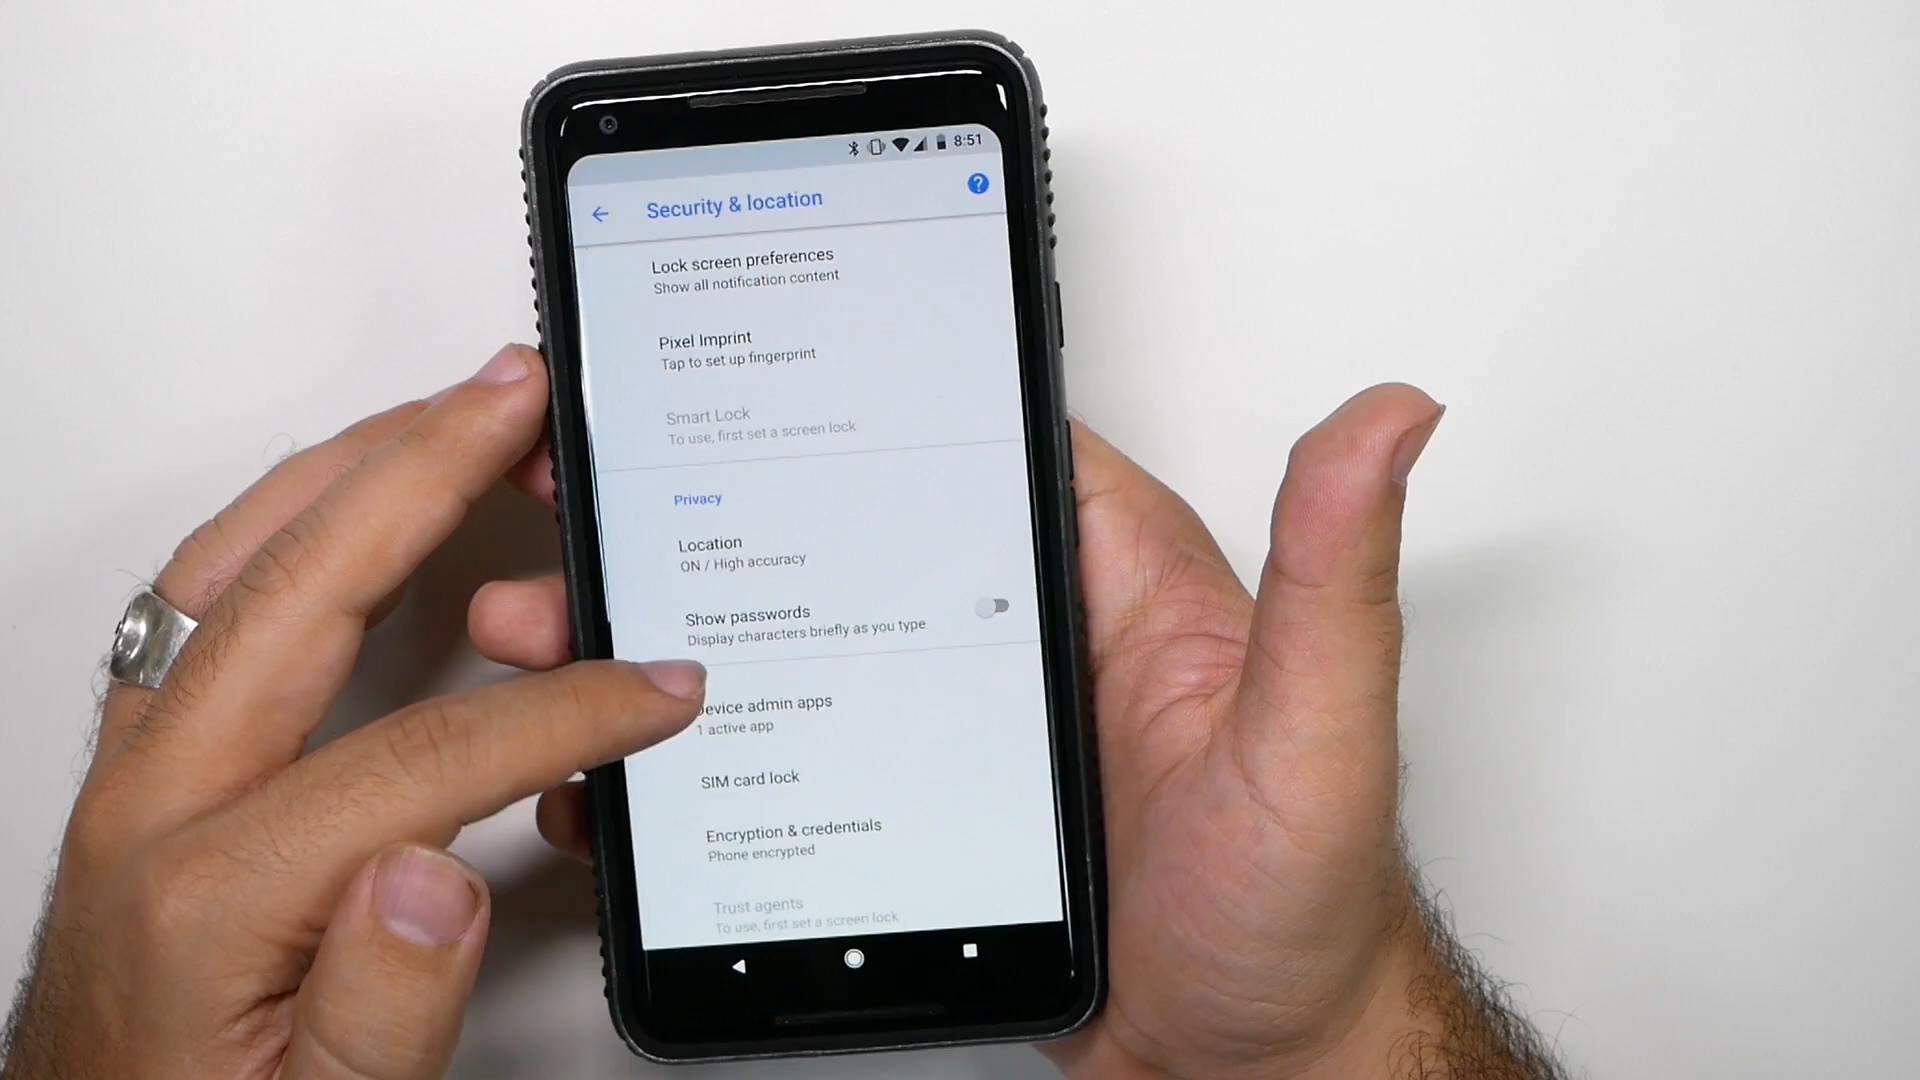 8:51
Security & location
?
Lock screen preferences
Show all notification content
Pixel Imprint
Tap to set up fingerprint
Smart Lock
To use, first set a screen lock
Privacy
Location
ON / High accuracy
Show passwords
Display characters briefly as you type
Device admin apps
1 active app
SIM card lock
Encryption & credentials
Phone encrypted
Trust agents
To use, first set a screen lock